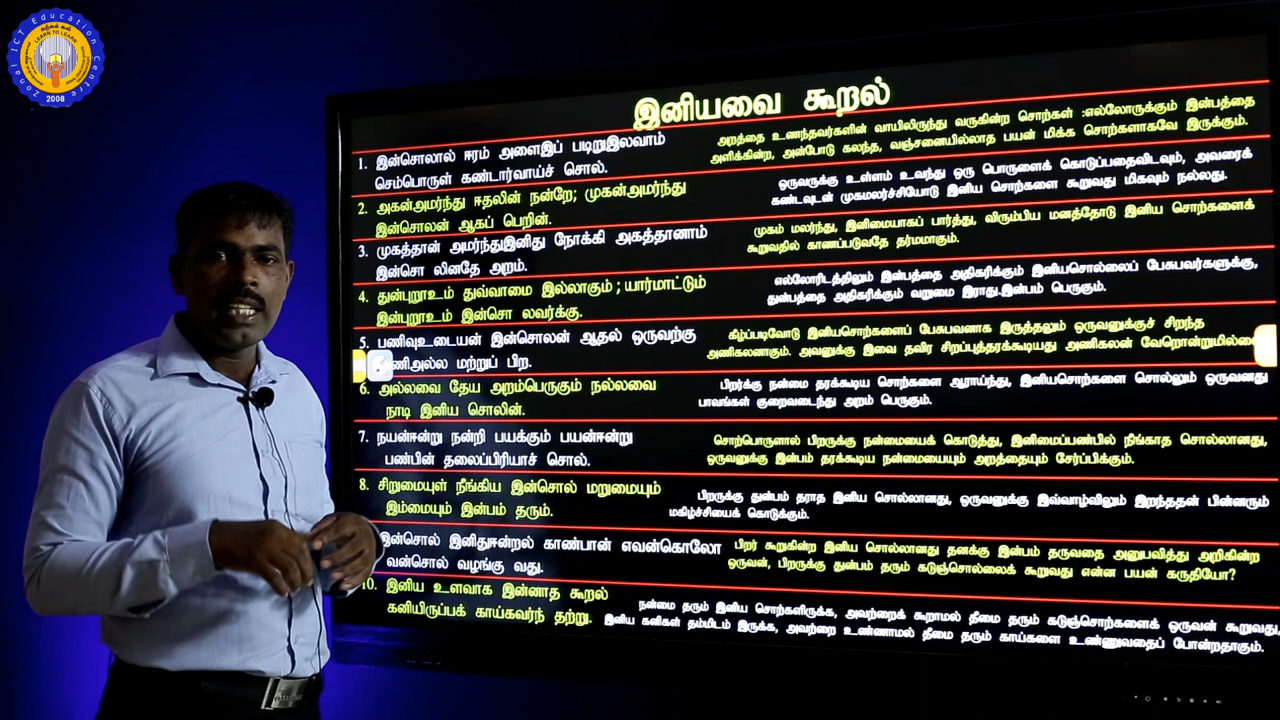 Zonal ICT Education Centre
கற்கக் கல்
LEARN TO LEARN
2008
இனியவை கூறல்
1. இன்சொலால் ஈரம் அளைஇப் படிறுஇலவாம்
செம்பொருள் கண்டார்வாய்ச் சொல்.
அறத்தை உணந்தவர்களின் வாயிலிருந்து வருகின்ற சொற்கள் :எல்லோருக்கும் இன்பத்தை
அளிக்கின்ற, அன்போடு கலந்த, வஞ்சனையில்லாத பயன் மிக்க சொற்களாகவே இருக்கும்.
2. அகன்அமர்ந்து ஈதலின் நன்றே; முகன்அமர்ந்து
இன்சொலன் ஆகப் பெறின்.
ஒருவருக்கு உள்ளம் உவந்து ஒரு பொருளைக் கொடுப்பதைவிடவும், அவரைக்
கண்டவுடன் முகமலர்ச்சியோடு இனிய சொற்களை கூறுவது மிகவும் நல்லது.
3. முகத்தான் அமர்ந்துஇனிது நோக்கி அகத்தானாம்
இன்சொ லினதே அறம்.
முகம் மலர்ந்து, இனிமையாகப் பார்த்து, விரும்பிய மனத்தோடு இனிய சொற்களைக்
கூறுவதில் காணப்படுவதே தர்மமாகும்.
4. துன்புறூஉம் துவ்வாமை இல்லாகும் ; யார்மாட்டும்
இன்புறூஉம் இன்சொ லவர்க்கு.
எல்லோரிடத்திலும் இன்பத்தை அதிகரிக்கும் இனியசொல்லைப் பேசுபவர்களுக்கு,
துன்பத்தை அதிகரிக்கும் வறுமை இராது.இன்பம் பெருகும்.
5. பணிவுஉடையன் இன்சொலன் ஆதல் ஒருவற்கு
அணிஅல்ல மற்றுப் பிற.
கீழ்ப்படிவோடு இனியசொற்களைப் பேசுபவனாக இருத்தலும் ஒருவனுக்குச் சிறந்த
அணிகலனாகும். அவனுக்கு இவை தவிர சிறப்புத்தரக்கூடியது அணிகலன் வேறொன்றுமில்லை
6. அல்லவை தேய அறம்பெருகும் நல்லவை
நாடி இனிய சொலின்.
பிறர்க்கு நன்மை தரக்கூடிய சொற்களை ஆராய்ந்து, இனியசொற்களை சொல்லும் ஒருவனது
பாவங்கள் குறைவடைந்து அறம் பெருகும்.
7. நயன்ஈன்று நன்றி பயக்கும் பயன்ஈன்று
பண்பின் தலைப்பிரியாச் சொல்.
சொற்பொருளால் பிறருக்கு நன்மையைக் கொடுத்து, இனிமைப்பண்பில் நீங்காத சொல்லானது,
ஒருவனுக்கு இன்பம் தரக்கூடிய நன்மையையும் அறத்தையும் சேர்ப்பிக்கும்.
8. சிறுமையுள் நீங்கிய இன்சொல் மறுமையும்
இம்மையும் இன்பம் தரும்.
பிறருக்கு துன்பம் தராத இனிய சொல்லானது, ஒருவனுக்கு இவ்வாழ்விலும் இறந்ததன் பின்னரும்
மகிழ்ச்சியைக் கொடுக்கும்.
இன்சொல் இனிதுஈன்றல் காண்பான் எவன்கொலோ
வன்சொல் வழங்கு வது.
பிறர் கூறுகின்ற இனிய சொல்லானது தனக்கு இன்பம் தருவதை அனுபவித்து அறிகின்ற
ஒருவன், பிறருக்கு துன்பம் தரும் கடுஞ்சொல்லைக் கூறுவது என்ன பயன் கருதியோ?
10. இனிய உளவாக இன்னாத கூறல்
கனியிருப்பக் காய்கவர்ந் தற்று.
நன்மை தரும் இனிய சொற்களிருக்க, அவற்றைக் கூறாமல் தீமை தரும் கடுஞ்சொற்களைக் ஒருவன் கூறுவது,
இனிய கனிகள் தம்மிடம் இருக்க, அவற்றை உண்ணாமல் தீமை தரும் காய்களை உண்ணுவதைப் போன்றதாகும்.